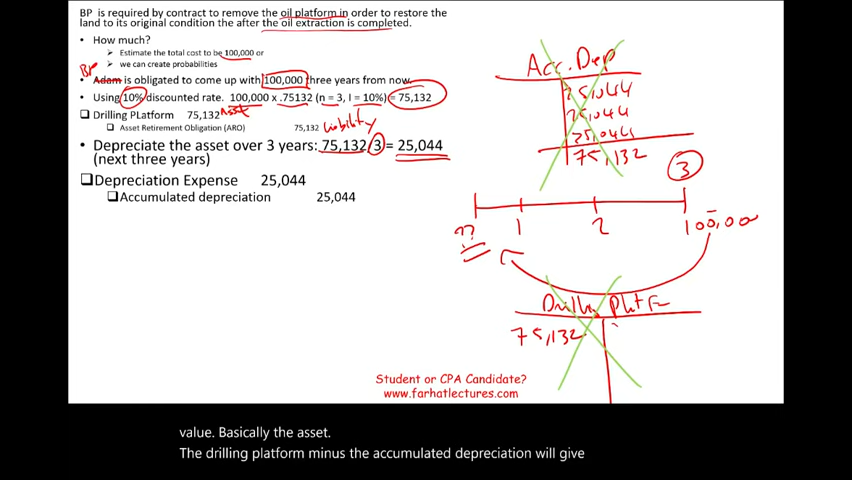 BP is required by contract to remove the oil platform in order to restore the
land to its original condition the after the oil extraction is completed.
• How much?
➢ Estimate the total cost to be 100,000 or
➢ we can create probabilities
BP
• Adam is obligated to come up with 100,000 three years from now.
• Using 10% discounted rate. 100,000 x .75132 (n = 3, I = 10%) = 75,132
❑ Drilling PLatform 75,132 Asset
❑ Asset Retirement Obligation (ARO) 75,132 Liability
• Depreciate the asset over 3 years: 75,132/3 = 25,044
(next three years)
❑Depreciation Expense 25,044
❑Accumulated depreciation 25,044
Acc. Dep
25,044
25,044
25,044
75,132
3
1 2 100,000
??
75,132
Student or CPA Candidate?
www.farhatlectures.com
value. Basically the asset.
The drilling platform minus the accumulated depreciation will give